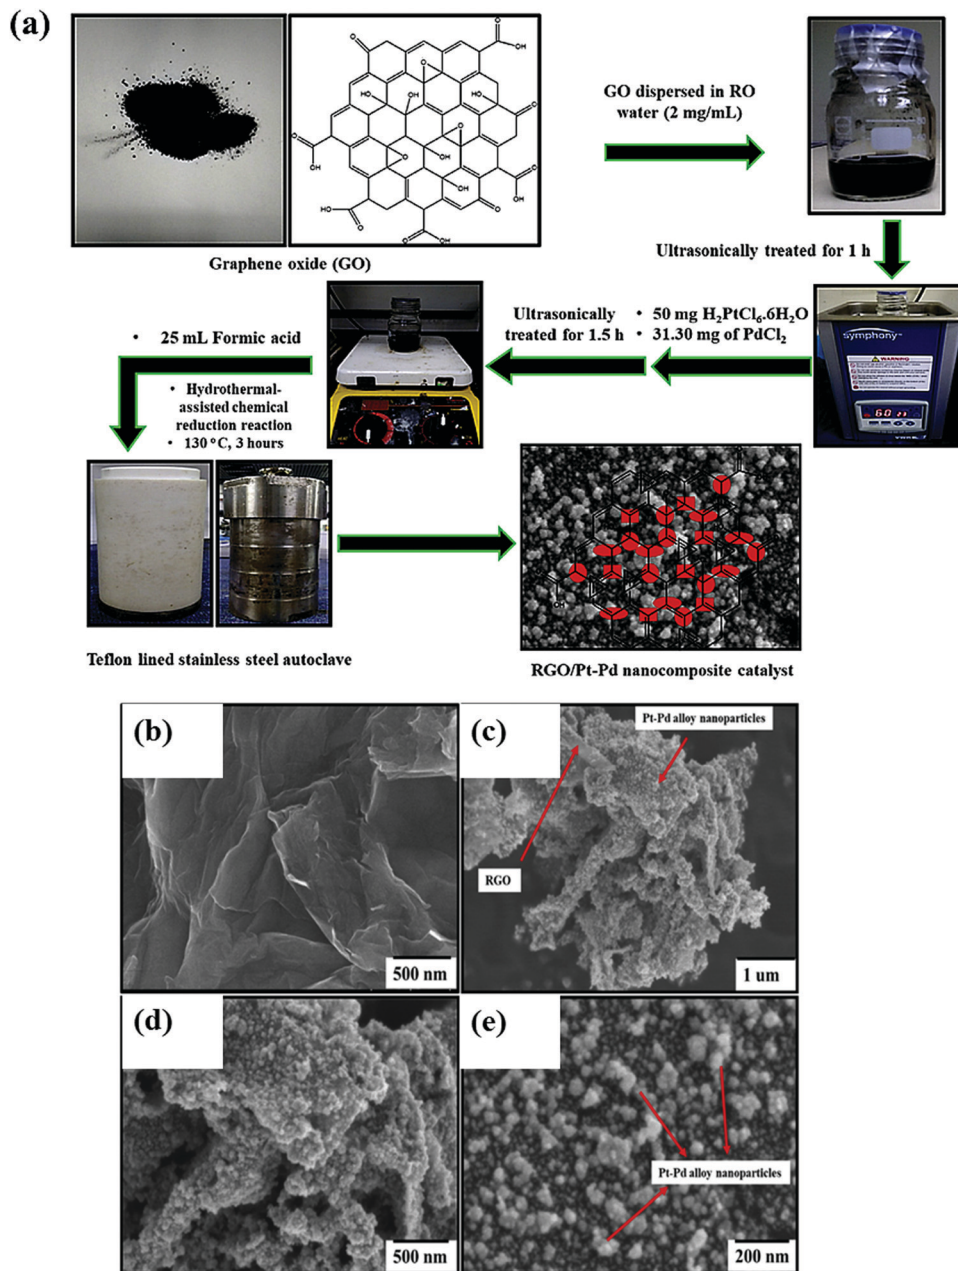 (a)
GO dispersed in RO
water (2 mg/mL)
Graphene oxide (GO)
Ultrasonically treated for 1 h
symphony™
WARNING
• 50 mg H₂PtCl₆.6H₂O
• 31.30 mg of PdCl₂
Ultrasonically
treated for 1.5 h
• 25 mL Formic acid
• Hydrothermal-
assisted chemical
reduction reaction
• 130 °C, 3 hours
Teflon lined stainless steel autoclave
RGO/Pt-Pd nanocomposite catalyst
(b)
500 nm
(c)
Pt-Pd alloy nanoparticles
RGO
1 um
(d)
500 nm
(e)
Pt-Pd alloy nanoparticles
200 nm